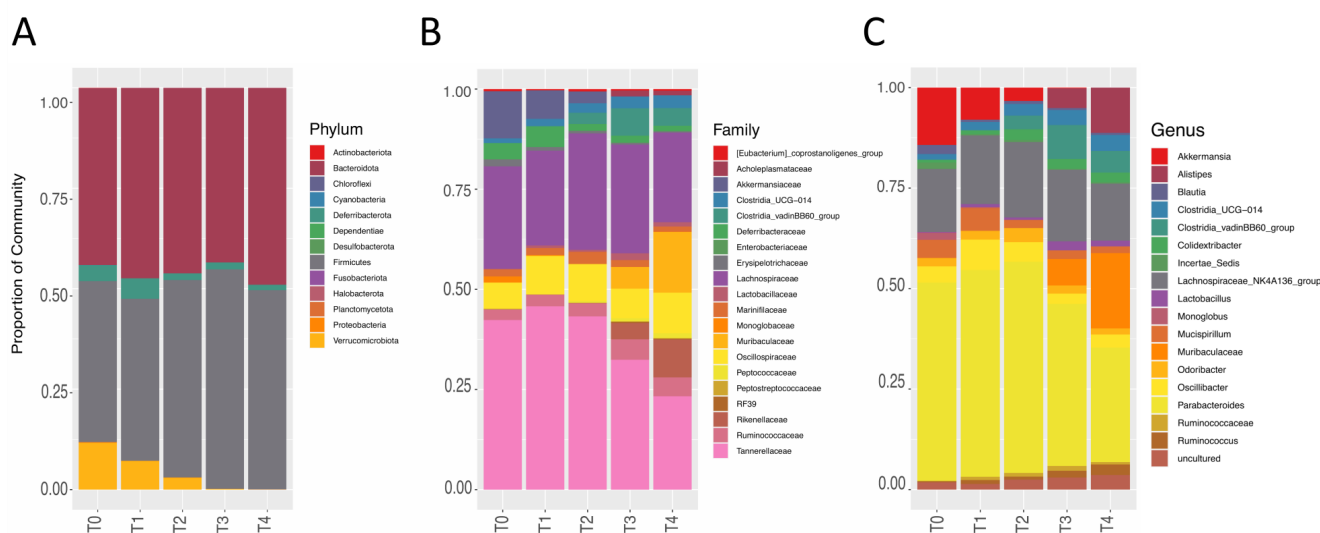 A
B
C
Proportion of Community
1.00
0.75
0.50
0.25
0.00
T0
T1
T2
T3
T4
Phylum
Actinobacteriota
Bacteroidota
Chloroflexi
Cyanobacteria
Deferribacterota
Dependentiae
Desulfobacterota
Firmicutes
Fusobacteriota
Halobacterota
Planctomycetota
Proteobacteria
Verrucomicrobiota
1.00
0.75
0.50
0.25
0.00
T0
T1
T2
T3
T4
Family
[Eubacterium]_coprostanoligenes_group
Acholeplasmataceae
Akkermansiaceae
Clostridia_UCG-014
Clostridia_vadinBB60_group
Deferribacteraceae
Enterobacteriaceae
Erysipelotrichaceae
Lachnospiraceae
Lactobacillaceae
Marinifilaceae
Monoglobaceae
Muribaculaceae
Oscillospiraceae
Peptococcaceae
Peptostreptococcaceae
RF39
Rikenellaceae
Ruminococcaceae
Tannerellaceae
1.00
0.75
0.50
0.25
0.00
T0
T1
T2
T3
T4
Genus
Akkermansia
Alistipes
Blautia
Clostridia_UCG-014
Clostridia_vadinBB60_group
Colidextribacter
Incertae_Sedis
Lachnospiraceae_NK4A136_group
Lactobacillus
Monoglobus
Mucispirillum
Muribaculaceae
Odoribacter
Oscillibacter
Parabacteroides
Ruminococcaceae
Ruminococcus
uncultured